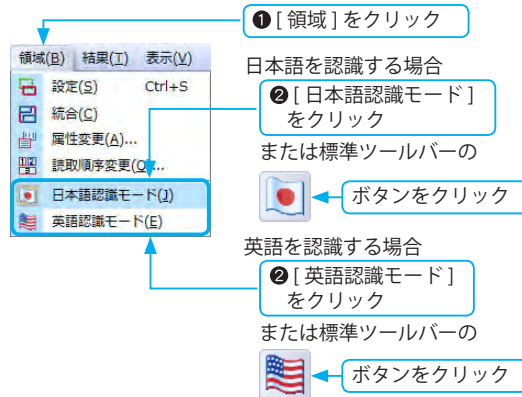 ❶ [ 領域 ] をクリック
領域(B) 結果(T) 表示(V)
設定(S) Ctrl+S
統合(C)
属性変更(A)...
読取順序変更(O)...
日本語認識モード(J)
英語認識モード(E)
日本語を認識する場合
❷ [ 日本語認識モード ]
をクリック
または標準ツールバーの
ボタンをクリック
英語を認識する場合
❷ [ 英語認識モード ]
をクリック
または標準ツールバーの
ボタンをクリック